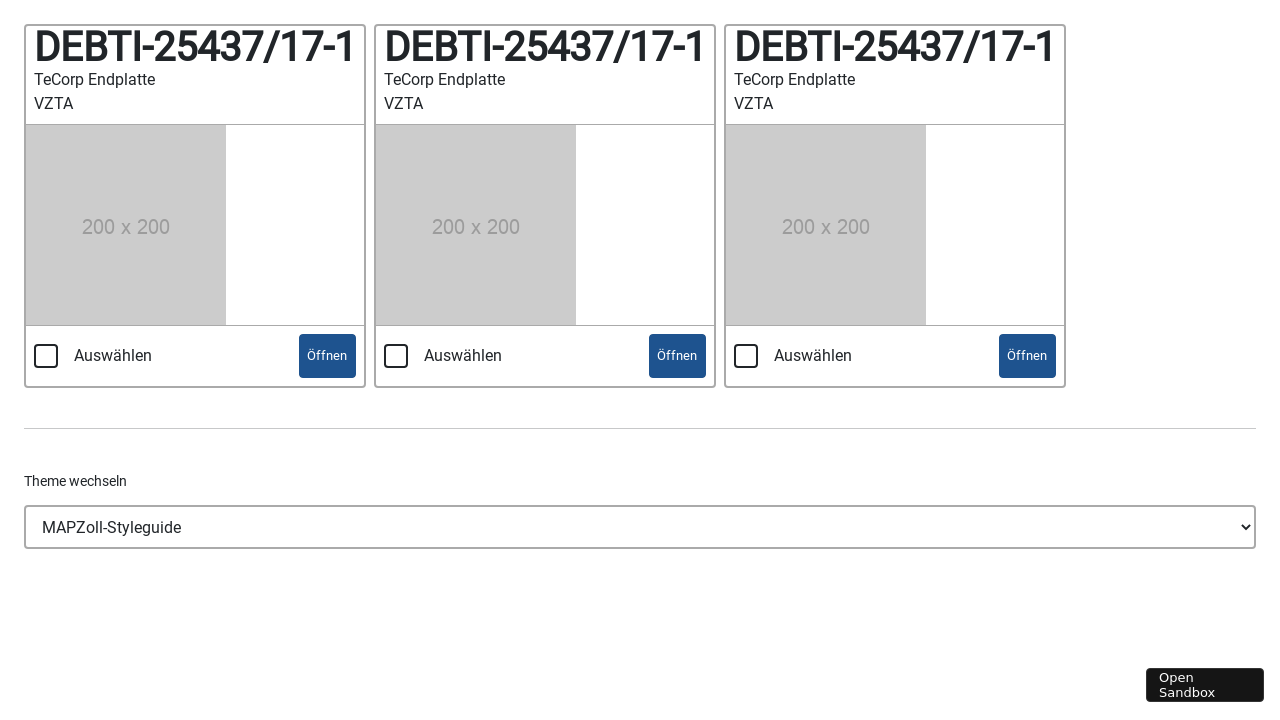 DEBTI-25437/17-1
TeCorp Endplatte
VZTA
200 x 200
Auswählen
Öffnen
DEBTI-25437/17-1
TeCorp Endplatte
VZTA
200 x 200
Auswählen
Öffnen
DEBTI-25437/17-1
TeCorp Endplatte
VZTA
200 x 200
Auswählen
Öffnen
Theme wechseln
MAPZoll-Styleguide
Open
Sandbox